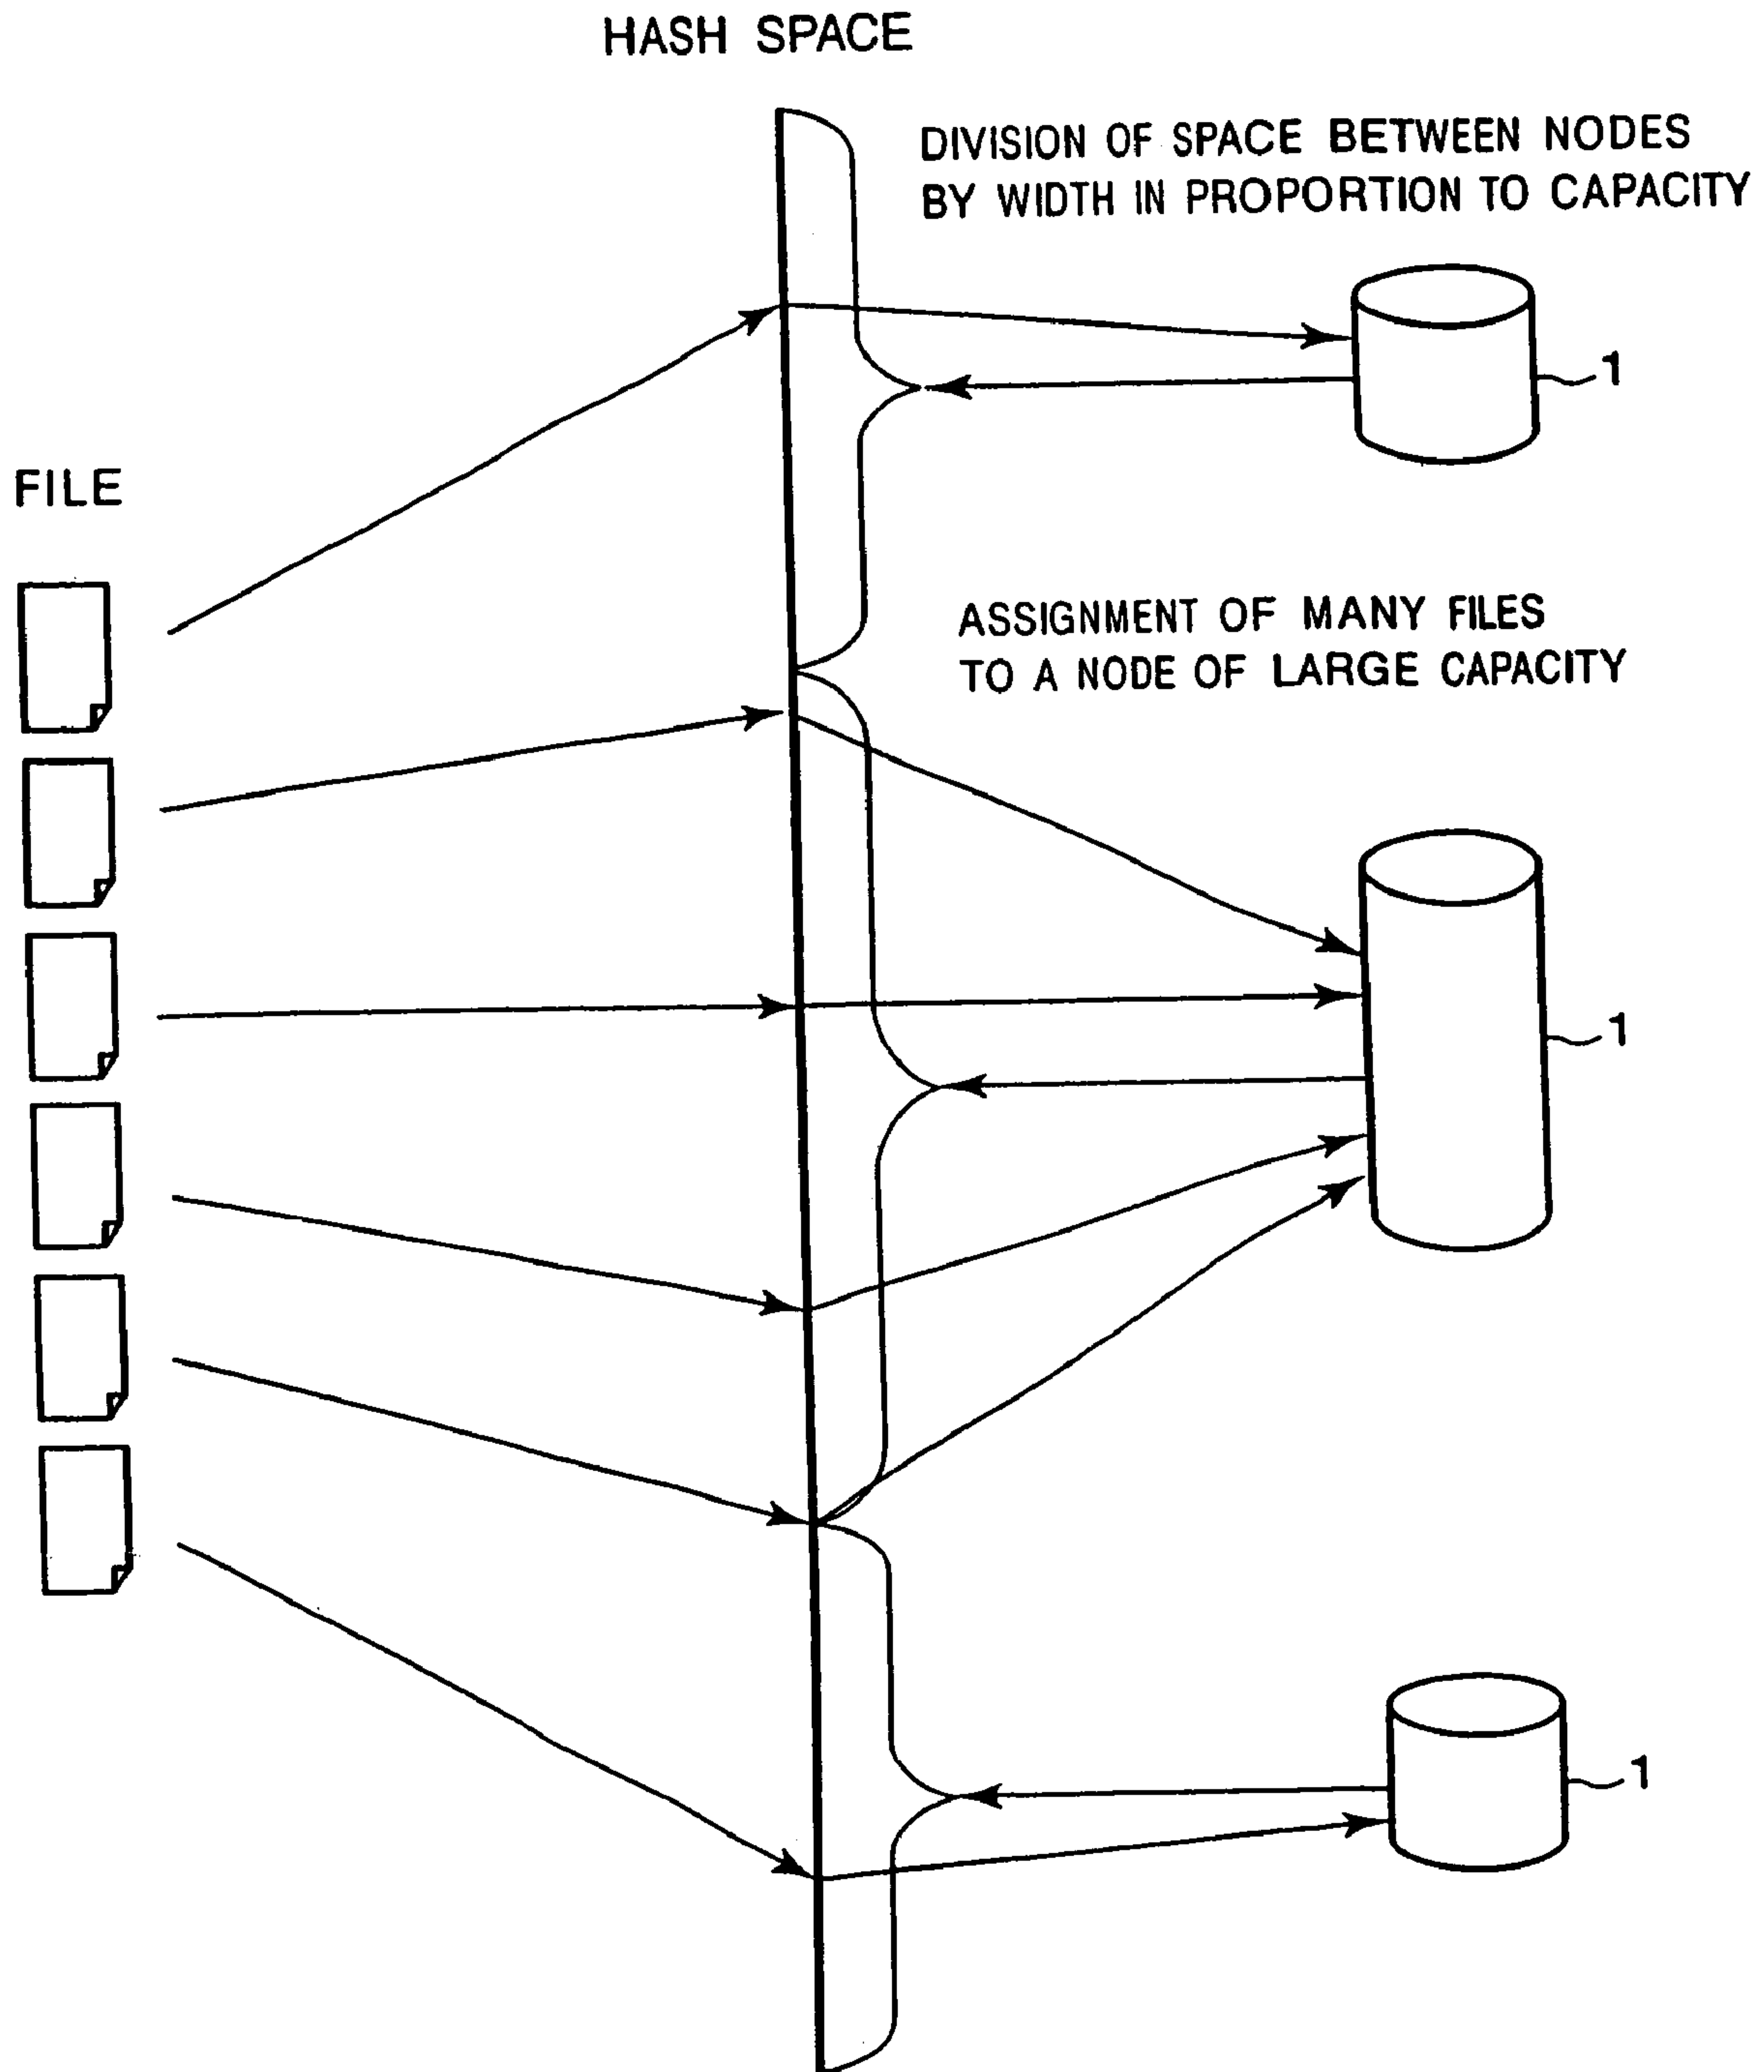 HASH SPACE
DIVISION OF SPACE BETWEEN NODES
BY WIDTH IN PROPORTION TO CAPACITY
1
FILE
ASSIGNMENT OF MANY FILES
TO A NODE OF LARGE CAPACITY
1
1